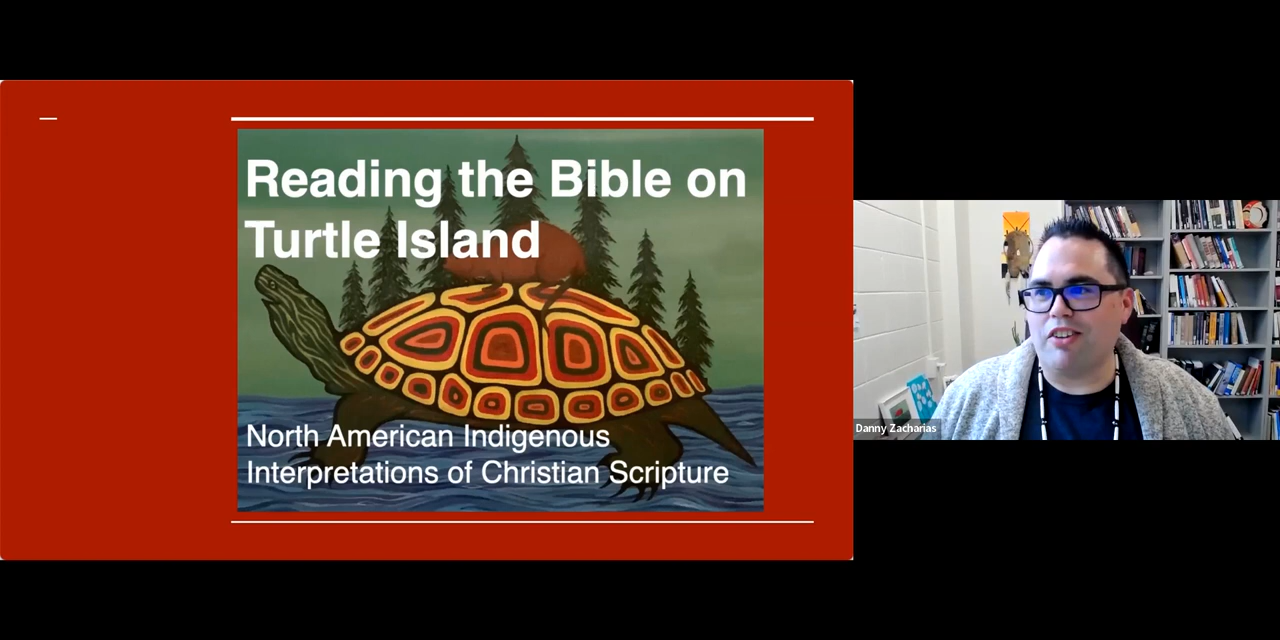 Reading the Bible on
Turtle Island
North American Indigenous
Interpretations of Christian Scripture
Danny Zacharias